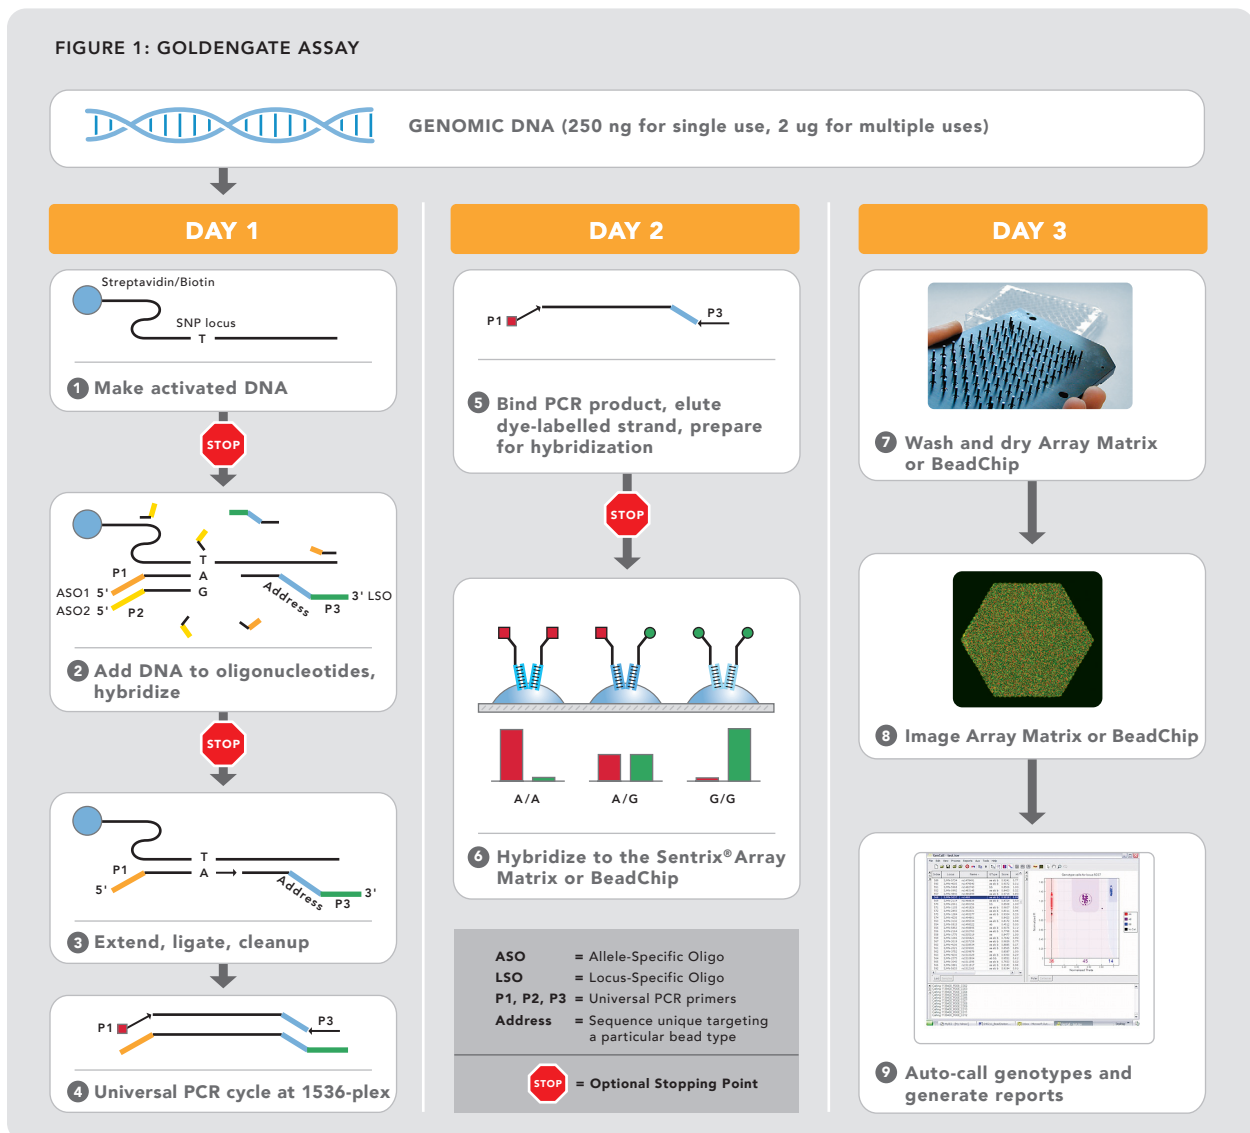 FIGURE 1: GOLDENGATE ASSAY
GENOMIC DNA (250 ng for single use, 2 ug for multiple uses)
DAY 1
Streptavidin/Biotin
SNP locus
T
1 Make activated DNA
STOP
T
P1
A
ASO1 5'
G
ASO2 5'
P2
Address
P3
3' LSO
2 Add DNA to oligonucleotides,
hybridize
STOP
T
P1
A
5'
Address
P3
3'
3 Extend, ligate, cleanup
P1
P3
4 Universal PCR cycle at 1536-plex
DAY 2
P1
P3
5 Bind PCR product, elute
dye-labelled strand, prepare
for hybridization
STOP
A/A
A/G
G/G
6 Hybridize to the Sentrix® Array
Matrix or BeadChip
ASO = Allele-Specific Oligo
LSO = Locus-Specific Oligo
P1, P2, P3 = Universal PCR primers
Address = Sequence unique targeting
a particular bead type
STOP = Optional Stopping Point
DAY 3
7 Wash and dry Array Matrix
or BeadChip
8 Image Array Matrix or BeadChip
9 Auto-call genotypes and
generate reports